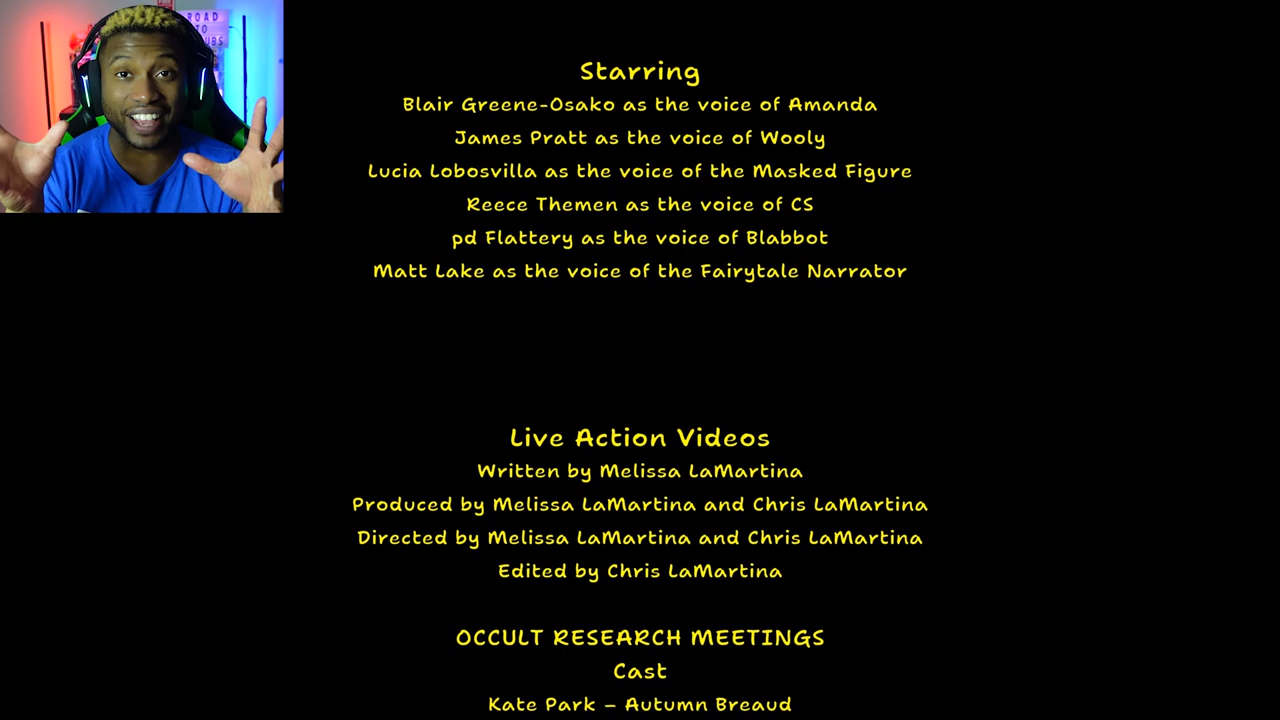 ROAD
TO
UBS
Starring
Blair Greene-Osako as the voice of Amanda
James Pratt as the voice of Wooly
Lucia Lobosvilla as the voice of the Masked Figure
Reece Themen as the voice of CS
pd Flattery as the voice of Blabbot
Matt Lake as the voice of the Fairytale Narrator
Live Action Videos
Written by Melissa LaMartina
Produced by Melissa LaMartina and Chris LaMartina
Directed by Melissa LaMartina and Chris LaMartina
Edited by Chris LaMartina
OCCULT RESEARCH MEETINGS
Cast
Kate Park – Autumn Breaud